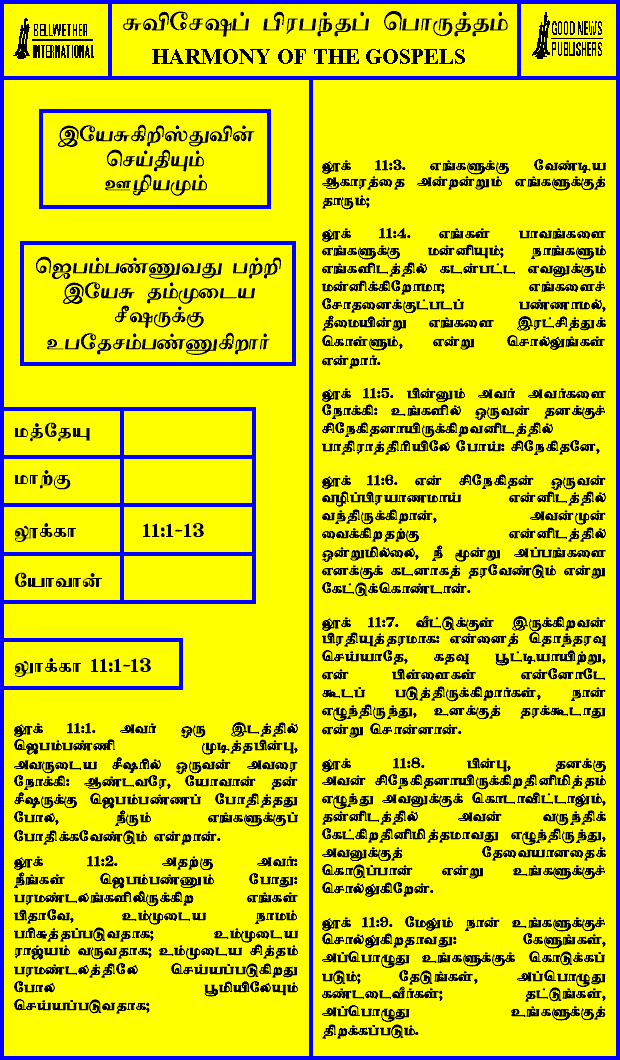 BELLWETHER
INTERNATIONAL
சுவிசேஷப் பிரபந்தப் பொருத்தம்
HARMONY OF THE GOSPELS
GOOD NEWS
PUBLISHERS
இயேசுகிறிஸ்துவின்
செய்தியும்
ஊழியமும்
ஜெபம்பண்ணுவது பற்றி
இயேசு தம்முடைய
சீஷருக்கு
உபதேசம்பண்ணுகிறார்
மத்தேயு
மாற்கு
லூக்கா 11:1-13
யோவான்
லூக்கா 11:1-13
லூக் 11:1. அவர் ஒரு இடத்தில்
ஜெபம்பண்ணி முடித்தபின்பு,
அவருடைய சீஷரில் ஒருவன் அவரை
நோக்கி: ஆண்டவரே, யோவான் தன்
சீஷருக்கு ஜெபம்பண்ணப் போதித்தது
போல, நீரும் எங்களுக்குப்
போதிக்கவேண்டும் என்றான்.
லூக் 11:2. அதற்கு அவர்:
நீங்கள் ஜெபம்பண்ணும் போது:
பரமண்டலங்களிலிருக்கிற எங்கள்
பிதாவே, உம்முடைய நாமம்
பரிசுத்தப்படுவதாக; உம்முடைய
ராஜ்யம் வருவதாக; உம்முடைய சித்தம்
பரமண்டலத்திலே செய்யப்படுகிறது
போல பூமியிலேயும்
செய்யப்படுவதாக;
லூக் 11:3. எங்களுக்கு வேண்டிய
ஆகாரத்தை அன்றன்றும் எங்களுக்குத்
தாரும்;
லூக் 11:4. எங்கள் பாவங்களை
எங்களுக்கு மன்னியும்; நாங்களும்
எங்களிடத்தில் கடன்பட்ட எவனுக்கும்
மன்னிக்கிறோமே; எங்களைச்
சோதனைக்குட்படப் பண்ணாமல்,
தீமையின்று எங்களை இரட்சித்துக்
கொள்ளும், என்று சொல்லுங்கள்
என்றார்.
லூக் 11:5. பின்னும் அவர் அவர்களை
நோக்கி: உங்களில் ஒருவன் தனக்குச்
சிநேகிதனாயிருக்கிறவனிடத்தில்
பாதிராத்திரியிலே போய்: சிநேகிதனே,
லூக் 11:6. என் சிநேகிதன் ஒருவன்
வழிப்பிரயாணமாய் என்னிடத்தில்
வந்திருக்கிறான், அவன்முன்
வைக்கிறதற்கு என்னிடத்தில்
ஒன்றுமில்லை, நீ மூன்று அப்பங்களை
எனக்குக் கடனாகத் தரவேண்டும் என்று
கேட்டுக்கொண்டான்.
லூக் 11:7. வீட்டுக்குள் இருக்கிறவன்
பிரதியுத்தரமாக: என்னைத் தொந்தரவு
செய்யாதே, கதவு பூட்டியாயிற்று,
என் பிள்ளைகள் என்னோடே
கூடப் படுத்திருக்கிறார்கள், நான்
எழுந்திருந்து, உனக்குத் தரக்கூடாது
என்று சொன்னான்.
லூக் 11:8. பின்பு, தனக்கு
அவன் சிநேகிதனாயிருக்கிறதினிமித்தம்
எழுந்து அவனுக்குக் கொடாவிட்டாலும்,
தன்னிடத்தில் அவன் வருந்திக்
கேட்கிறதினிமித்தமாவது எழுந்திருந்து,
அவனுக்குத் தேவையானதைக்
கொடுப்பான் என்று உங்களுக்குச்
சொல்லுகிறேன்.
லூக் 11:9. மேலும் நான் உங்களுக்குச்
சொல்லுகிறதாவது: கேளுங்கள்,
அப்பொழுது உங்களுக்குக் கொடுக்கப்
படும்; தேடுங்கள், அப்பொழுது
கண்டடைவீர்கள்; தட்டுங்கள்,
அப்பொழுது உங்களுக்குத்
திறக்கப்படும்.